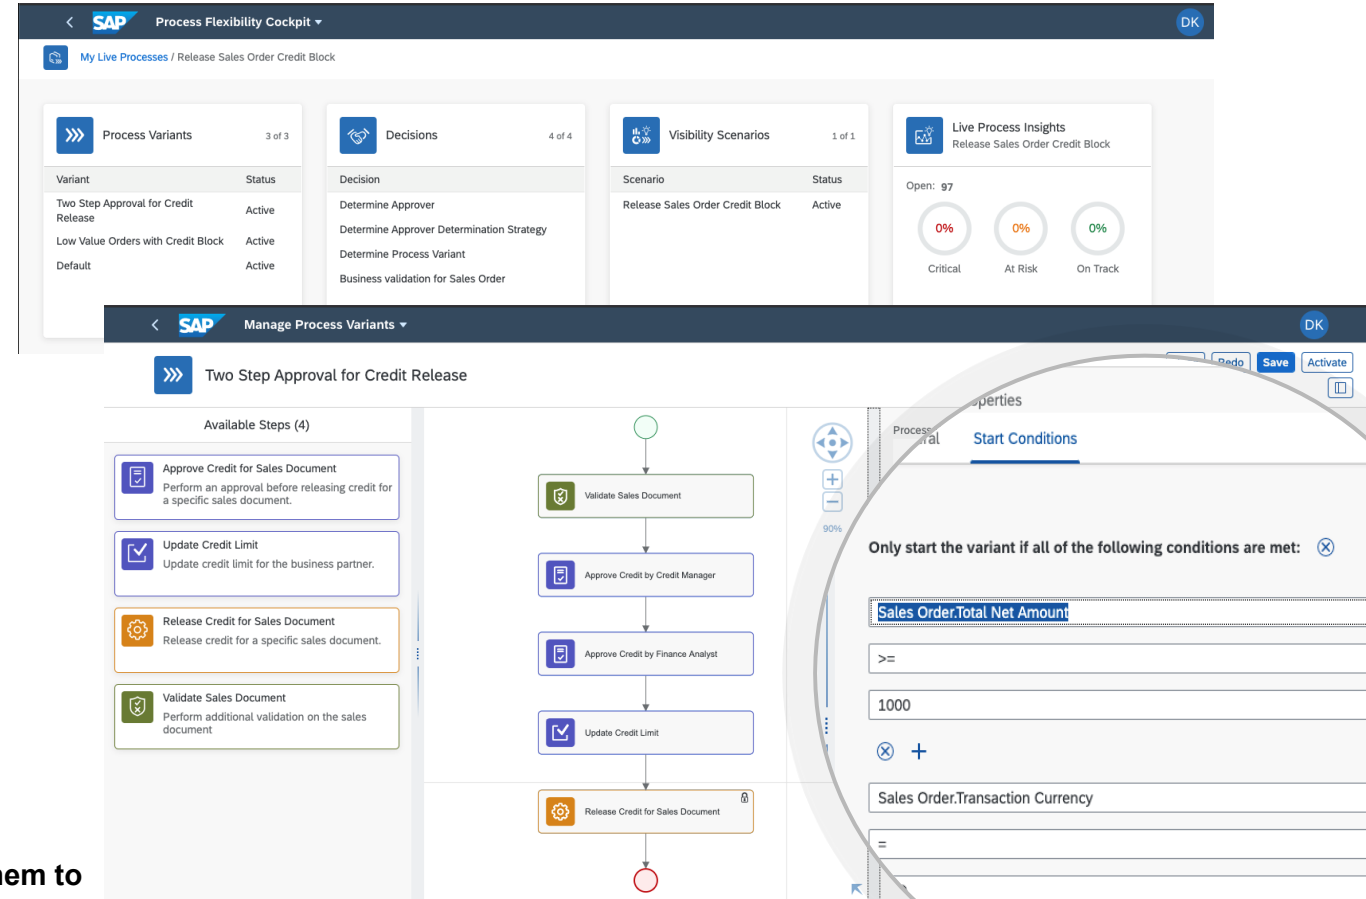 SAP Process Flexibility Cockpit
DK
My Live Processes / Release Sales Order Credit Block
Process Variants 3 of 3
Variant Status
Two Step Approval for Credit
Release
Active
Low Value Orders with Credit Block Active
Default Active
Decisions 4 of 4
Decision
Determine Approver
Determine Approver Determination Strategy
Determine Process Variant
Business validation for Sales Order
Visibility Scenarios 1 of 1
Scenario Status
Release Sales Order Credit Block Active
Live Process Insights
Release Sales Order Credit Block
Open: 97
0% 0% 0%
Critical At Risk On Track
SAP Manage Process Variants
DK
Two Step Approval for Credit Release
Redo Save Activate
Available Steps (4)
Approve Credit for Sales Document
Perform an approval before releasing credit for
a specific sales document.
Update Credit Limit
Update credit limit for the business partner.
Release Credit for Sales Document
Release credit for a specific sales document.
Validate Sales Document
Perform additional validation on the sales
document
Validate Sales Document
Approve Credit by Credit Manager
Approve Credit by Finance Analyst
Update Credit Limit
Release Credit for Sales Document
90%
perties
Process
ral Start Conditions
Only start the variant if all of the following conditions are met:
Sales Order.Total Net Amount
>=
1000
Sales Order.Transaction Currency
=
nem to